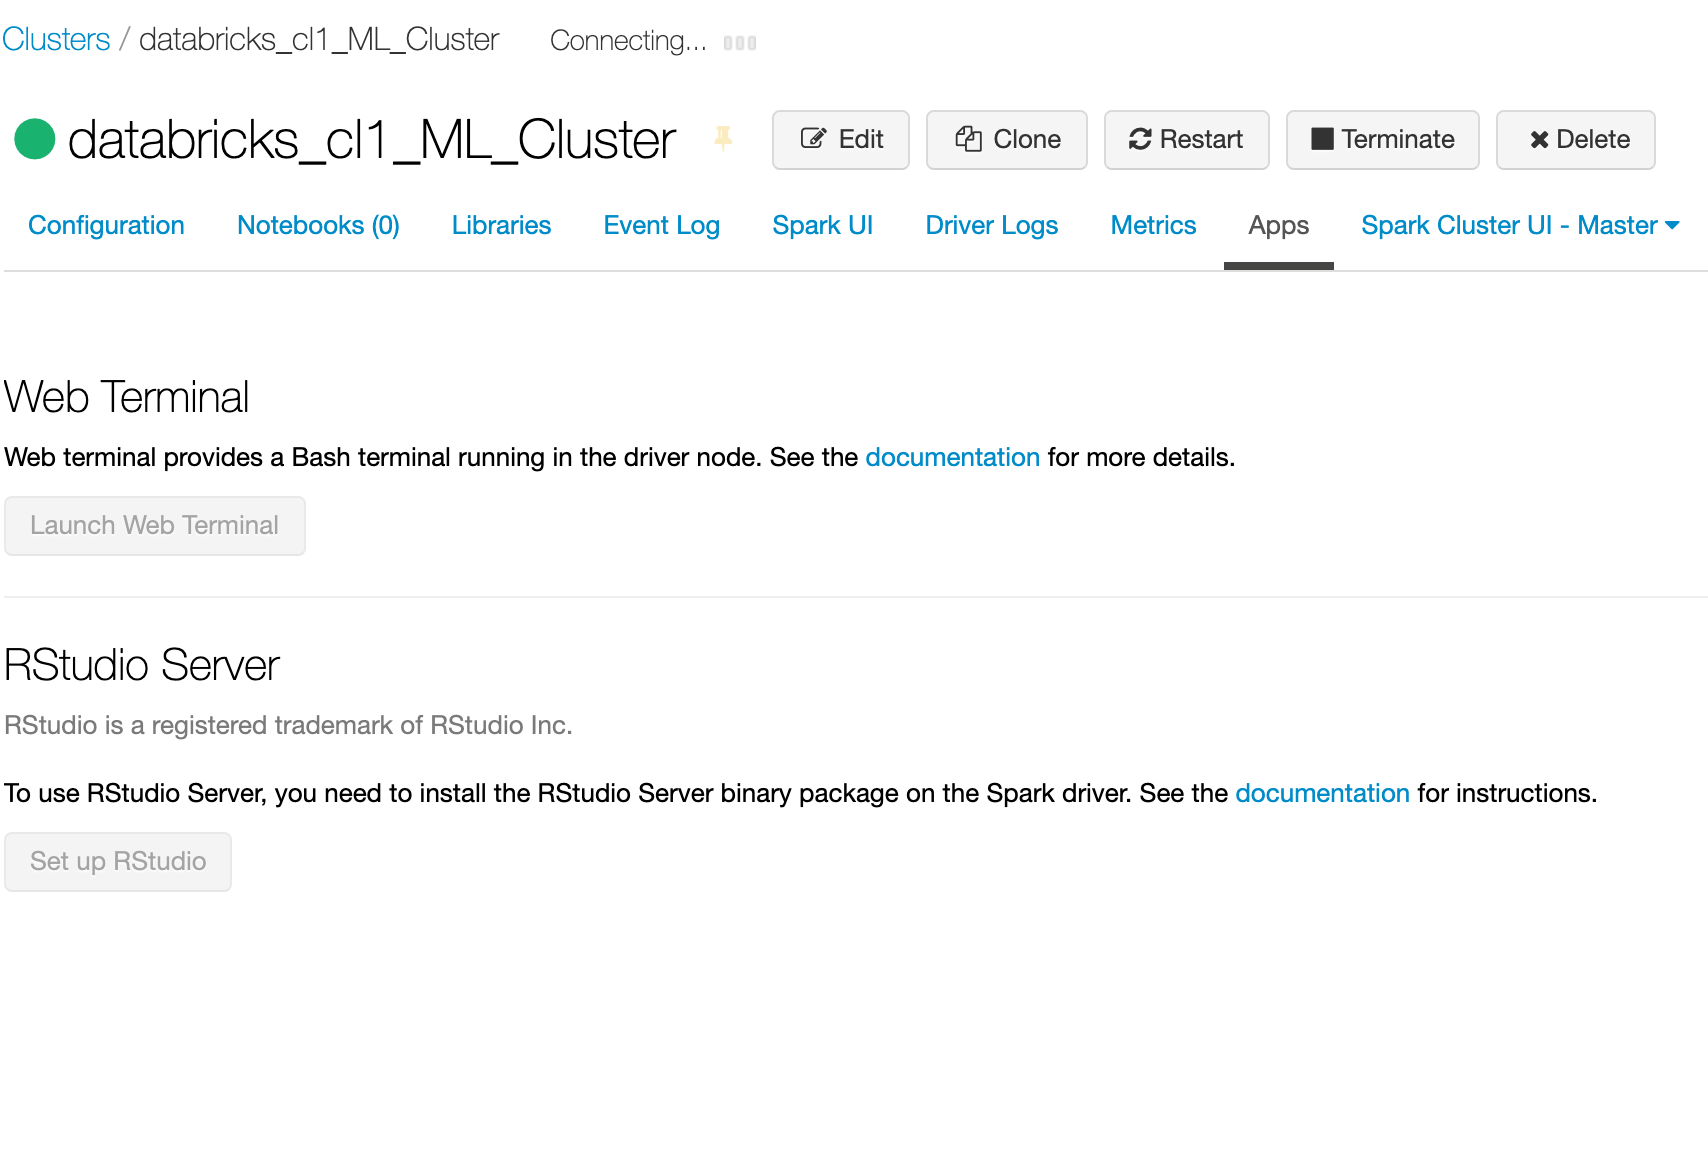 Clusters / databricks_cl1_ML_Cluster Connecting...
databricks_cl1_ML_Cluster Edit Clone Restart Terminate Delete
Configuration Notebooks (0) Libraries Event Log Spark UI Driver Logs Metrics Apps Spark Cluster UI - Master
Web Terminal
Web terminal provides a Bash terminal running in the driver node. See the documentation for more details.
Launch Web Terminal
RStudio Server
RStudio is a registered trademark of RStudio Inc.
To use RStudio Server, you need to install the RStudio Server binary package on the Spark driver. See the documentation for instructions.
Set up RStudio